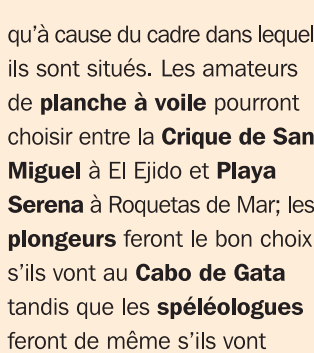 qu'à cause du cadre dans lequel
ils sont situés. Les amateurs
de planche à voile pourront
choisir entre la Crique de San
Miguel à El Ejido et Playa
Serena à Roquetas de Mar; les
plongeurs feront le bon choix
s'ils vont au Cabo de Gata
tandis que les spéléologues
feront de même s'ils vont